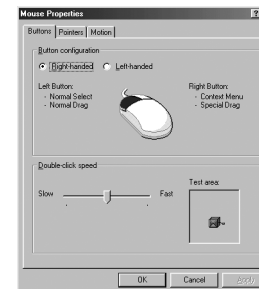 Mouse Properties
?
Buttons Pointers Motion
Button configuration
Right-handed Left-handed
Left Button:
- Normal Select
- Normal Drag
Right Button:
- Context Menu
- Special Drag
Double-click speed
Slow Fast
Test area:
OK Cancel Apply